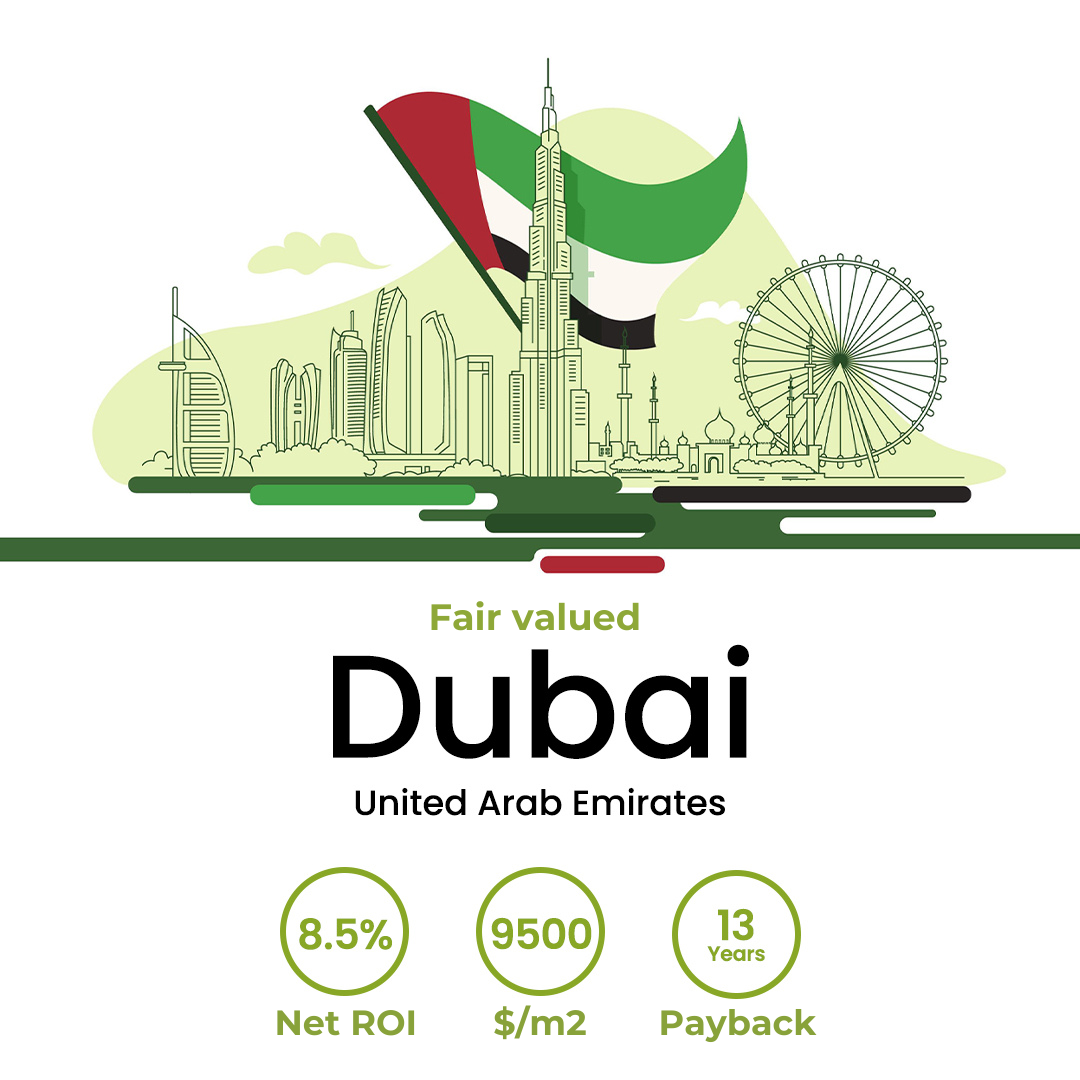 Fair valued
Dubai
United Arab Emirates
8.5%
Net ROI
9500
$/m2
13
Years
Payback